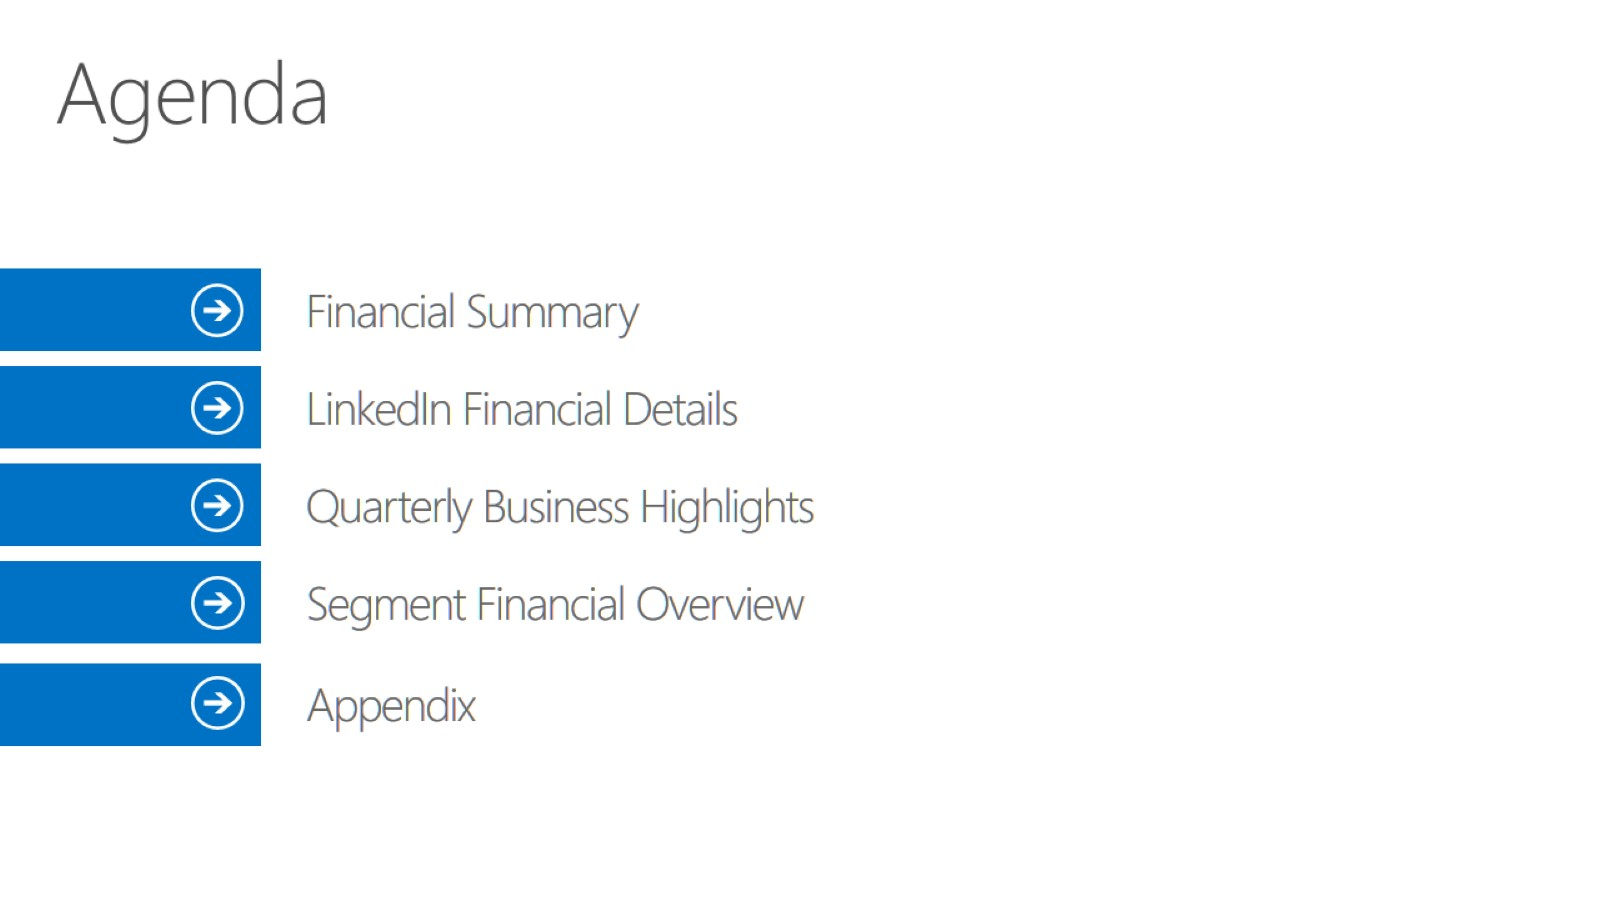 Agenda
Financial Summary
LinkedIn Financial Details
Quarterly Business Highlights
Segment Financial Overview
Appendix